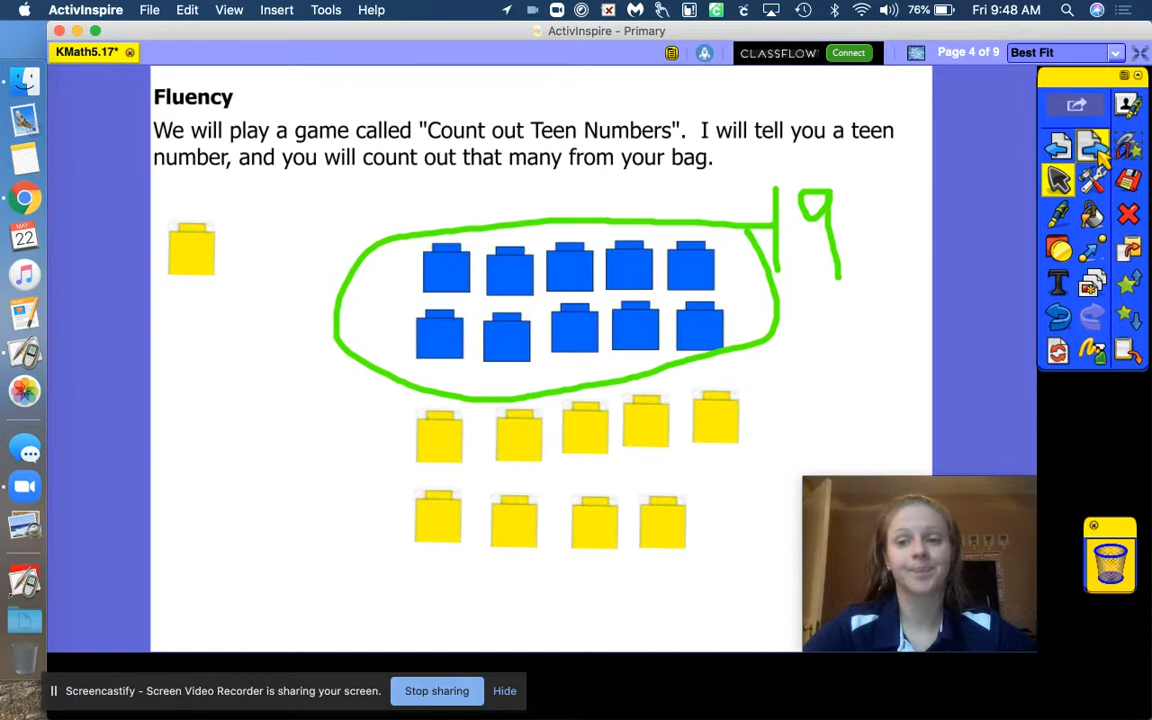 ActivInspire File Edit View Insert Tools Help 76% Fri 9:48 AM
ActivInspire - Primary
KMath5.17* CLASSFLOW Connect Page 4 of 9 Best Fit
Fluency
We will play a game called "Count out Teen Numbers". I will tell you a teen
number, and you will count out that many from your bag.
19
MAY
22
Screencastify - Screen Video Recorder is sharing your screen. Stop sharing Hide